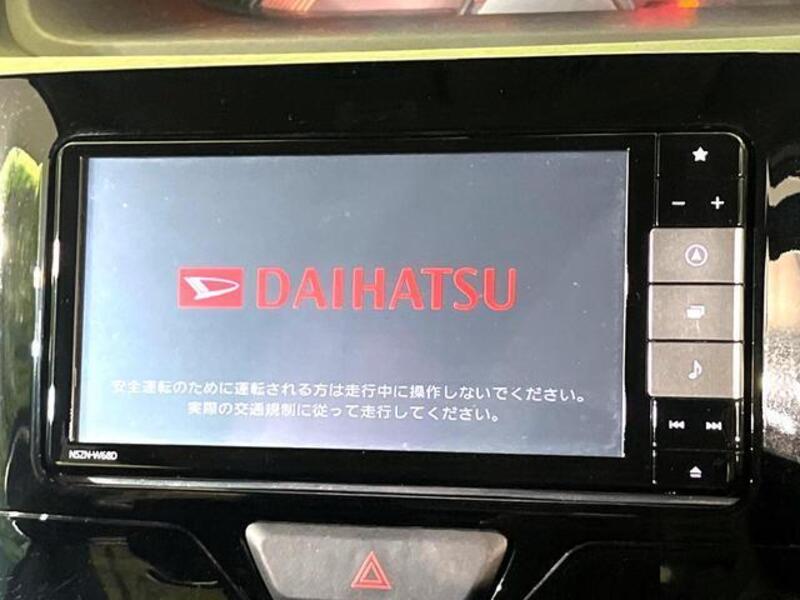 DAIHATSU
安全運転のために運転される方は走行中に操作しないでください。
実際の交通規制に従って走行してください。
NSZN-W68D